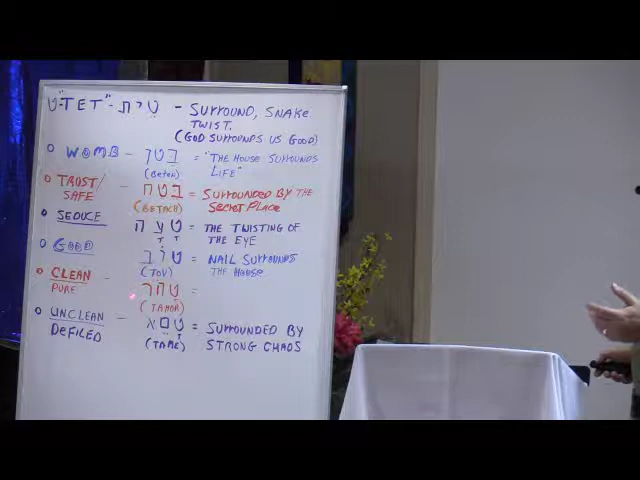 ט-"TET"- טית - SURROUND, SNAKE
TWIST.
(GOD SURROUNDS US GOOD)
WOMB - בטן = "THE HOUSE SURROUNDS
(Beten) LIFE"
TRUST/ - בטח = SURROUNDED BY THE
SAFE (BETACH) SECRET PLACE
SEDUCE טעה = THE TWISTING OF
THE EYE
GOOD טוב = NAIL SURROUNDS
(TOV) THE HOUSE
CLEAN - טהר =
PURE (TAHOR)
UNCLEAN - טמא = SURROUNDED BY
DEFILED (TAME) STRONG CHAOS